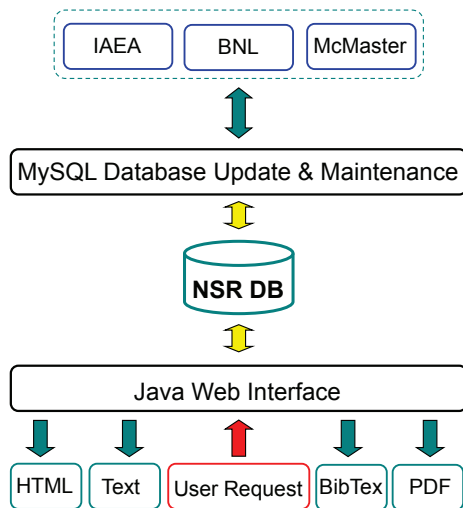 IAEA BNL McMaster
MySQL Database Update & Maintenance
NSR DB
Java Web Interface
HTML Text User Request BibTex PDF